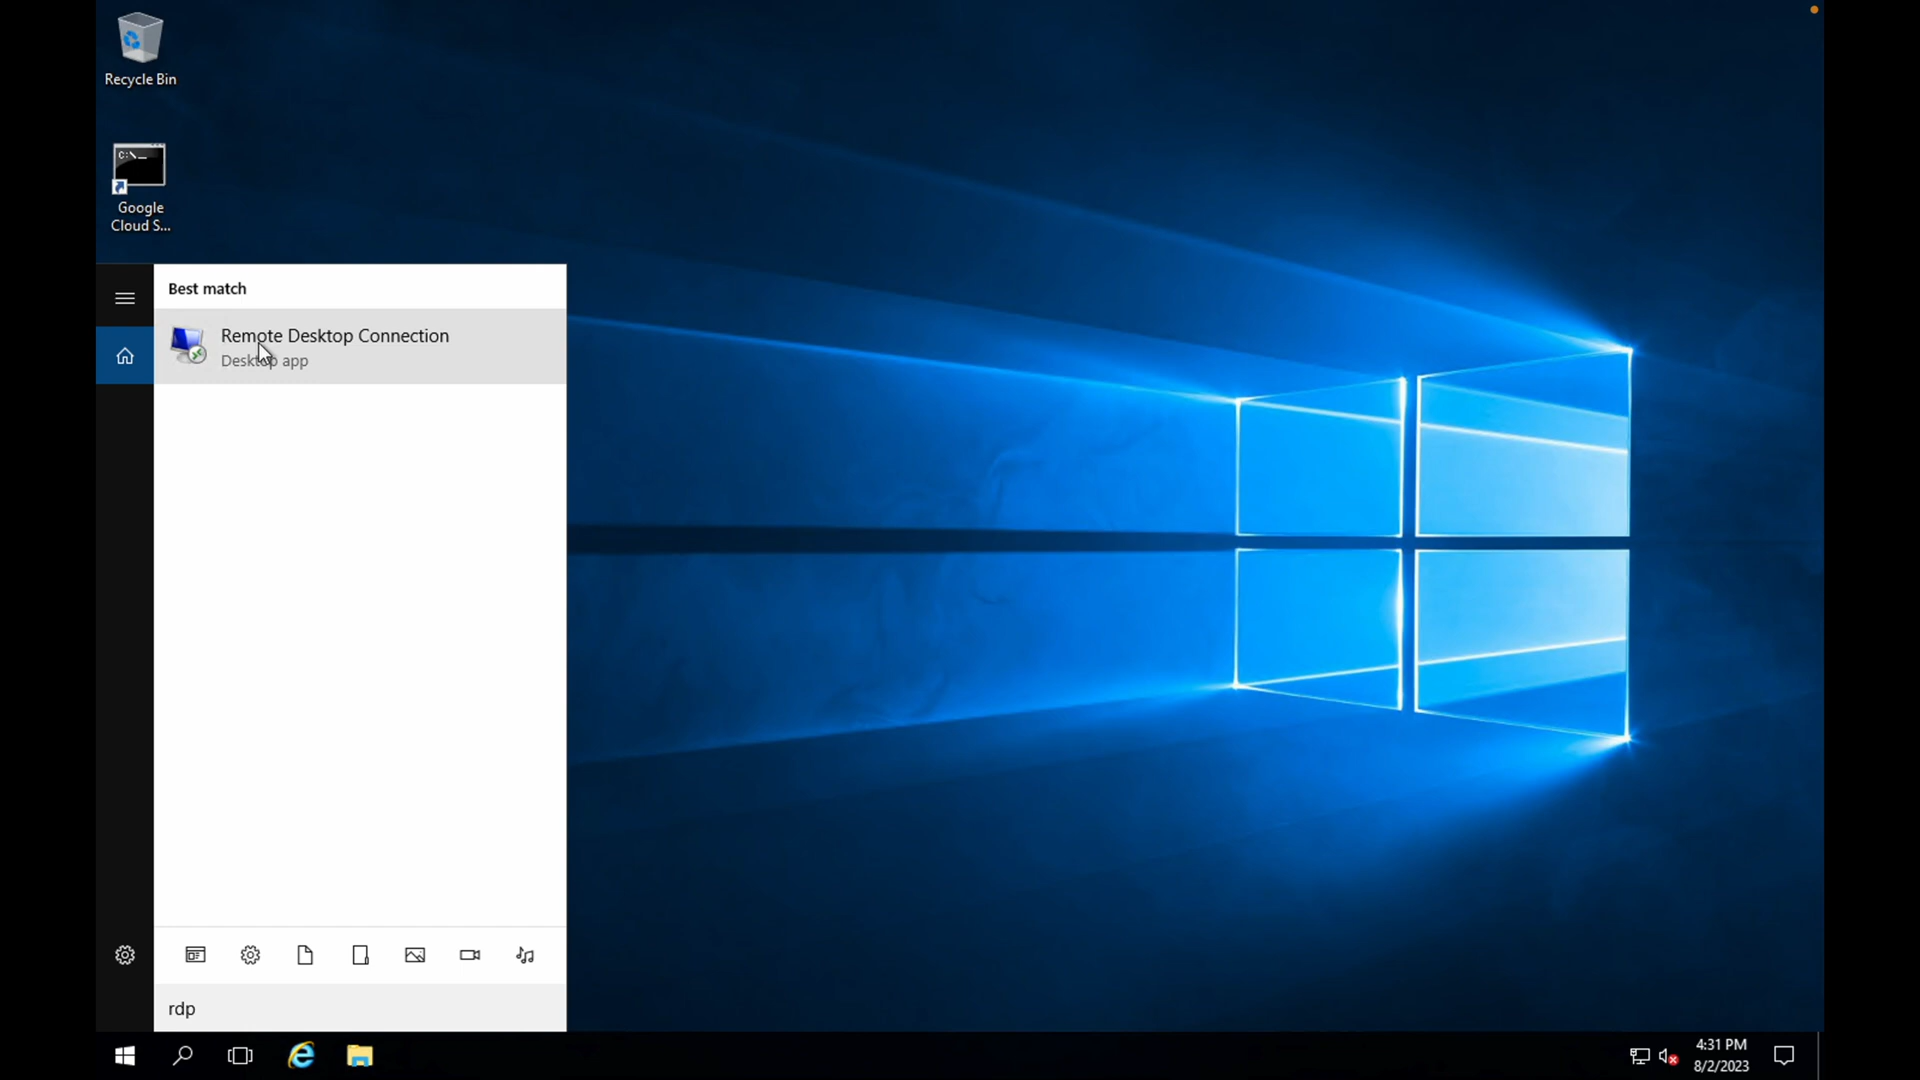 Recycle Bin
C:\_
Google
Cloud S...
Best match
Remote Desktop Connection
Desktop app
rdp
4:31 PM
8/2/2023